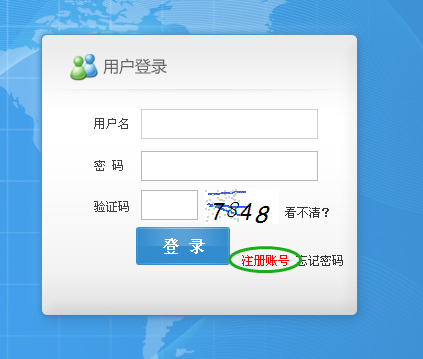 用户登录
用户名
密 码
验证码 7848 看不清?
登 录
注册账号 忘记密码